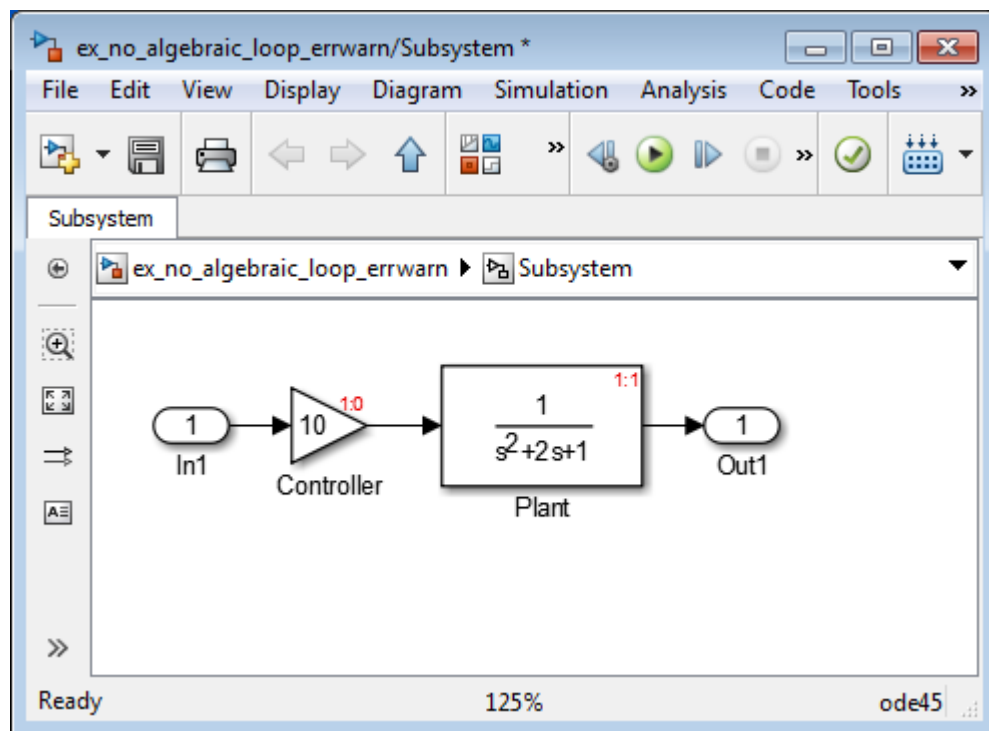 ex_no_algebraic_loop_errwarn/Subsystem *
File Edit View Display Diagram Simulation Analysis Code Tools »
» »
Subsystem
ex_no_algebraic_loop_errwarn Subsystem
1:1
1:0 1
1 10 s²+2s+1 1
In1 Controller Plant Out1
»
Ready 125% ode45